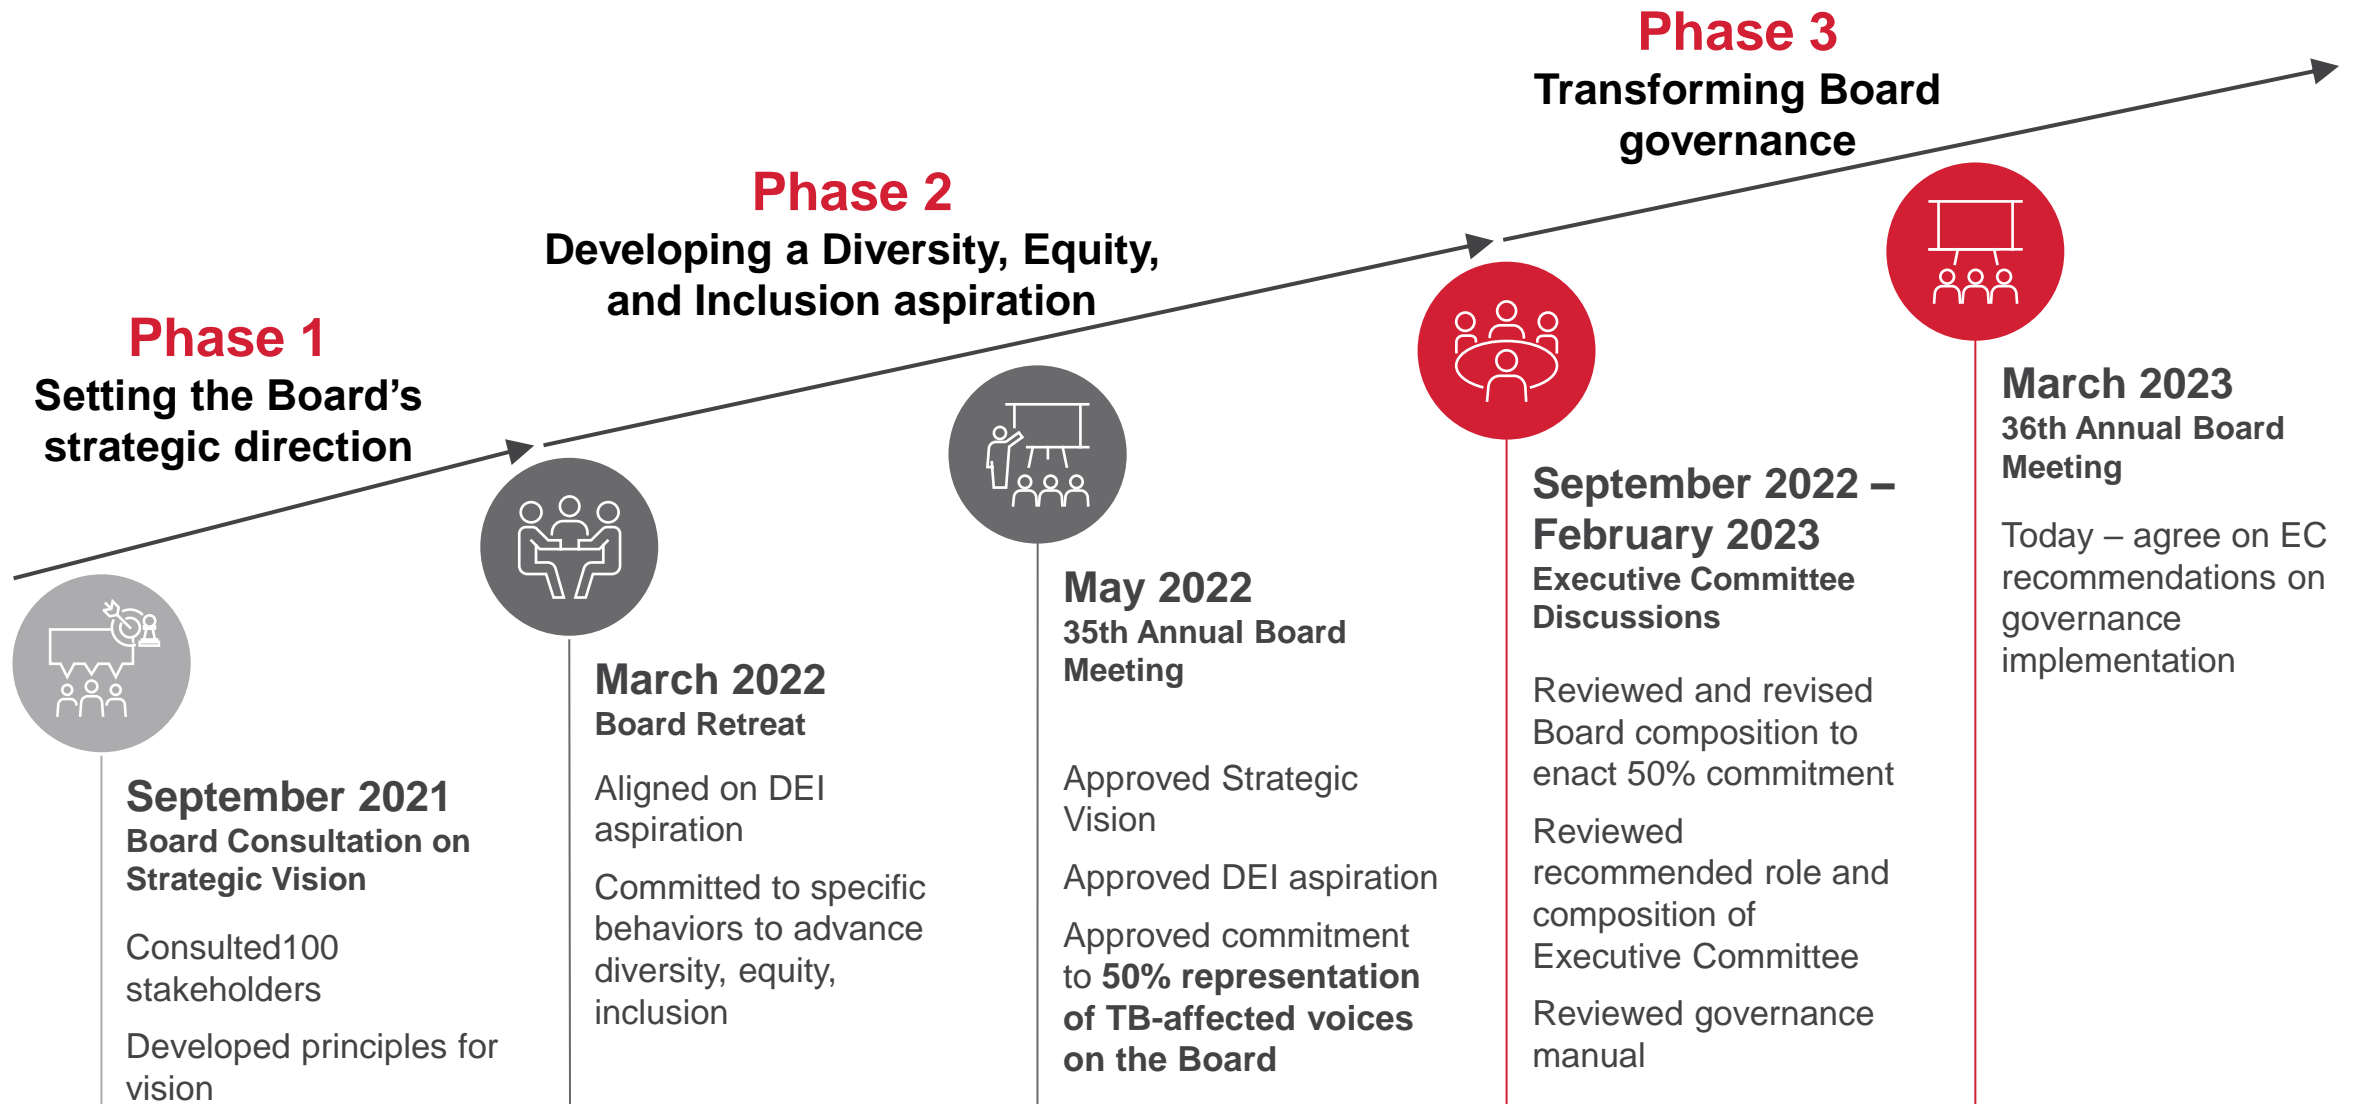 Phase 1
Setting the Board’s
strategic direction
Phase 2
Developing a Diversity, Equity,
and Inclusion aspiration
Phase 3
Transforming Board
governance
September 2021
Board Consultation on
Strategic Vision
Consulted100
stakeholders
Developed principles for
vision
March 2022
Board Retreat
Aligned on DEI
aspiration
Committed to specific
behaviors to advance
diversity, equity,
inclusion
May 2022
35th Annual Board
Meeting
Approved Strategic
Vision
Approved DEI aspiration
Approved commitment
to 50% representation
of TB-affected voices
on the Board
September 2022 –
February 2023
Executive Committee
Discussions
Reviewed and revised
Board composition to
enact 50% commitment
Reviewed
recommended role and
composition of
Executive Committee
Reviewed governance
manual
March 2023
36th Annual Board
Meeting
Today – agree on EC
recommendations on
governance
implementation